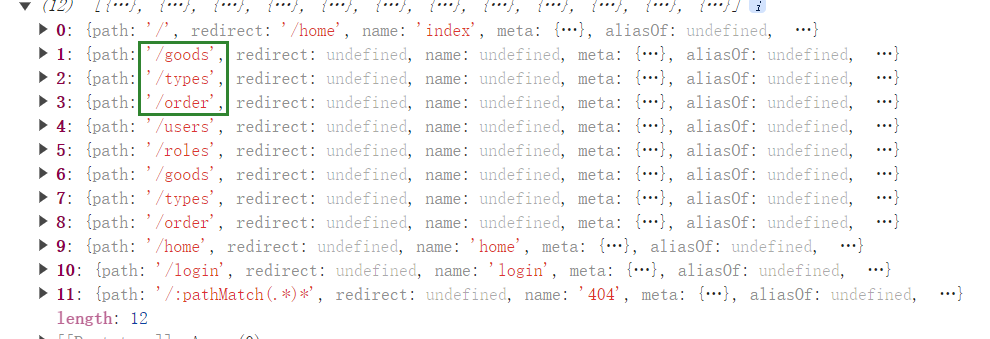 (12) [{…}, {…}, {…}, {…}, {…}, {…}, {…}, {…}, {…}, {…}, {…}, {…}] i
0: {path: '/', redirect: '/home', name: 'index', meta: {…}, aliasOf: undefined, …}
1: {path: '/goods', redirect: undefined, name: undefined, meta: {…}, aliasOf: undefined, …}
2: {path: '/types', redirect: undefined, name: undefined, meta: {…}, aliasOf: undefined, …}
3: {path: '/order', redirect: undefined, name: undefined, meta: {…}, aliasOf: undefined, …}
4: {path: '/users', redirect: undefined, name: undefined, meta: {…}, aliasOf: undefined, …}
5: {path: '/roles', redirect: undefined, name: undefined, meta: {…}, aliasOf: undefined, …}
6: {path: '/goods', redirect: undefined, name: undefined, meta: {…}, aliasOf: undefined, …}
7: {path: '/types', redirect: undefined, name: undefined, meta: {…}, aliasOf: undefined, …}
8: {path: '/order', redirect: undefined, name: undefined, meta: {…}, aliasOf: undefined, …}
9: {path: '/home', redirect: undefined, name: 'home', meta: {…}, aliasOf: undefined, …}
10: {path: '/login', redirect: undefined, name: 'login', meta: {…}, aliasOf: undefined, …}
11: {path: '/:pathMatch(.*)*', redirect: undefined, name: '404', meta: {…}, aliasOf: undefined, …}
length: 12